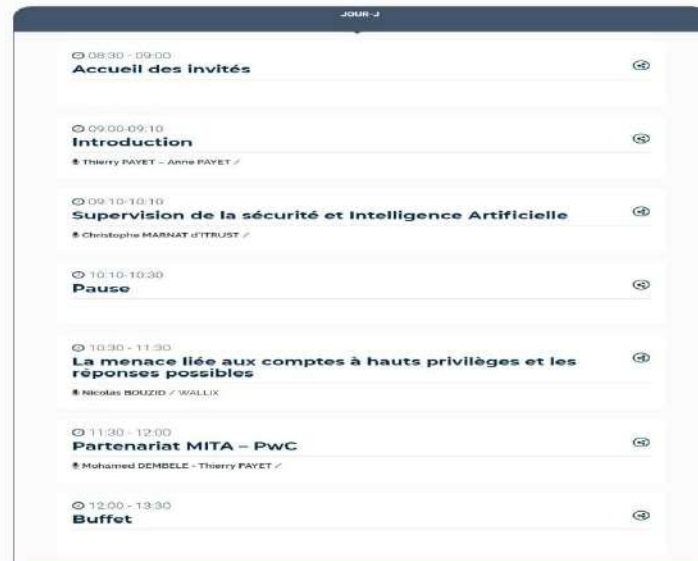 JOUR-J
08:30 - 09:00
Accueil des invités
09:00-09:10
Introduction
Thierry PAYET – Anne PAYET /
09:10-10:10
Supervision de la sécurité et Intelligence Artificielle
Christophe MARNAT d'ITRUST /
10:10-10:30
Pause
10:30 - 11:30
La menace liée aux comptes à hauts privilèges et les
réponses possibles
Nicolas BOUZID / WALLIX
11:30 - 12:00
Partenariat MITA – PwC
Mohamed DEMBELE - Thierry PAYET /
12:00 - 13:30
Buffet